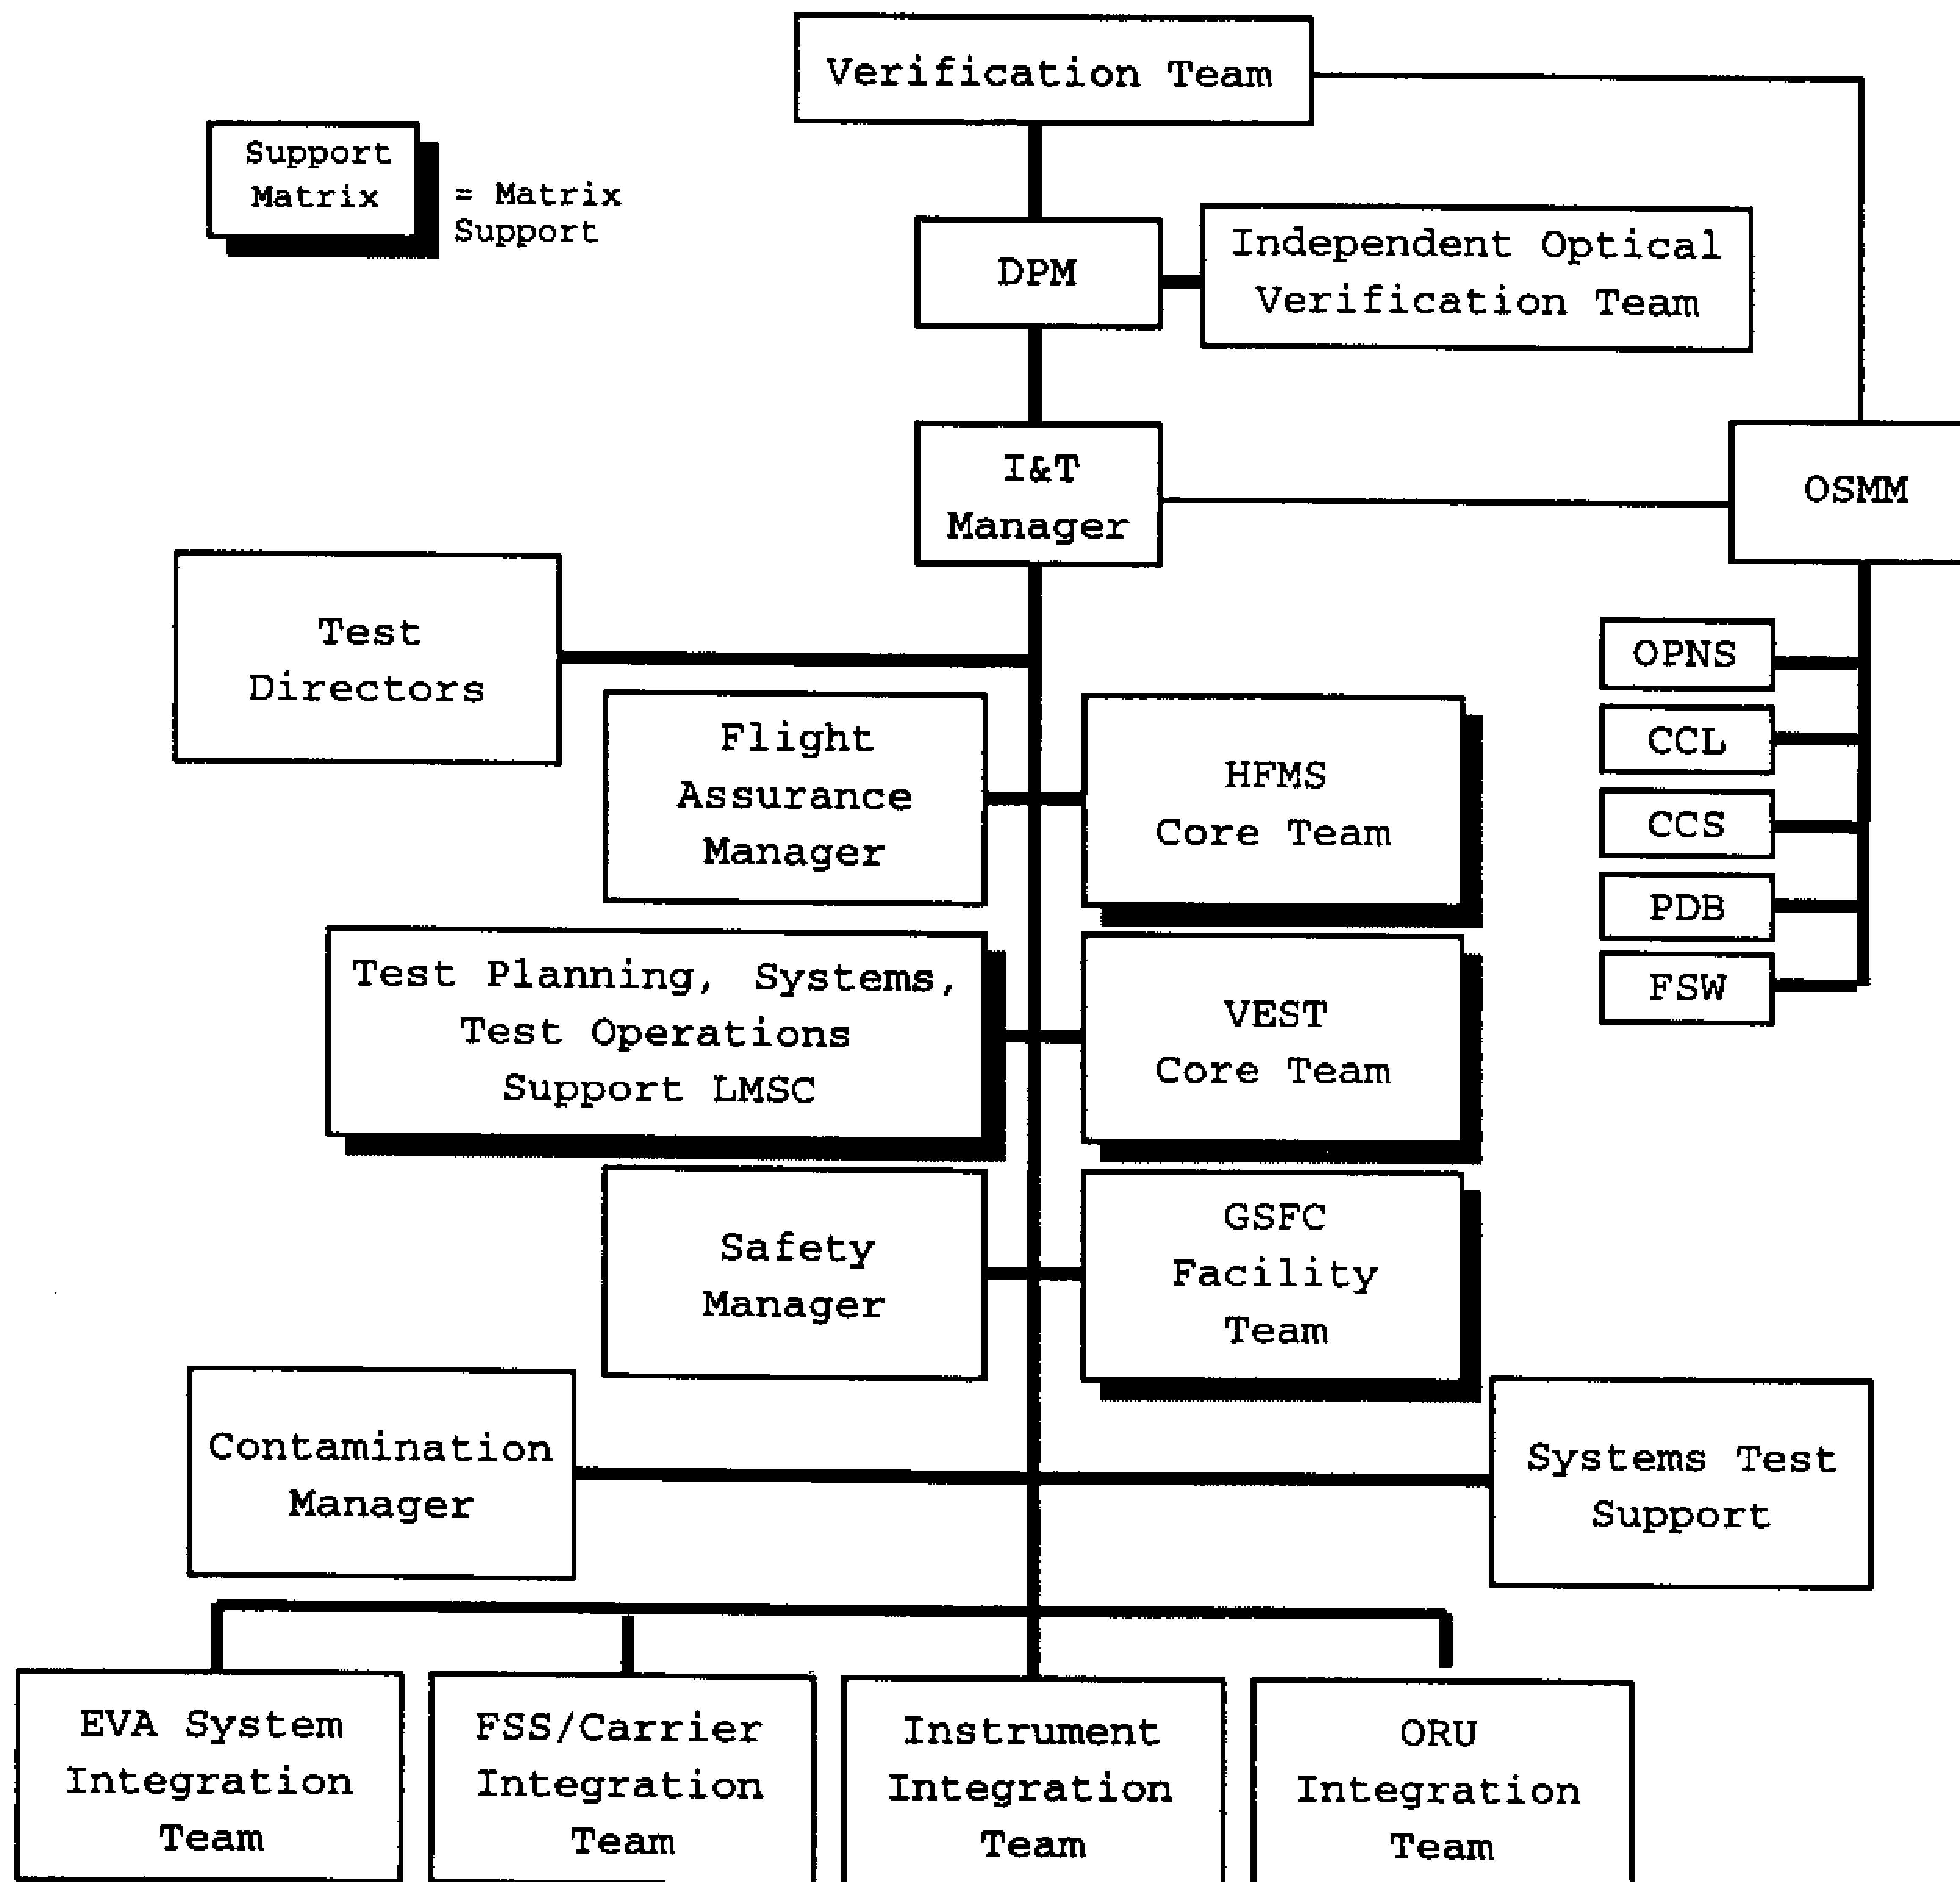 Verification Team
Support
Matrix
= Matrix
Support
DPM
Independent Optical
Verification Team
I&T
Manager
OSMM
Test
Directors
OPNS
CCL
CCS
PDB
FSW
Flight
Assurance
Manager
HFMS
Core Team
Test Planning, Systems,
Test Operations
Support LMSC
VEST
Core Team
Safety
Manager
GSFC
Facility
Team
Contamination
Manager
Systems Test
Support
EVA System
Integration
Team
FSS/Carrier
Integration
Team
Instrument
Integration
Team
ORU
Integration
Team